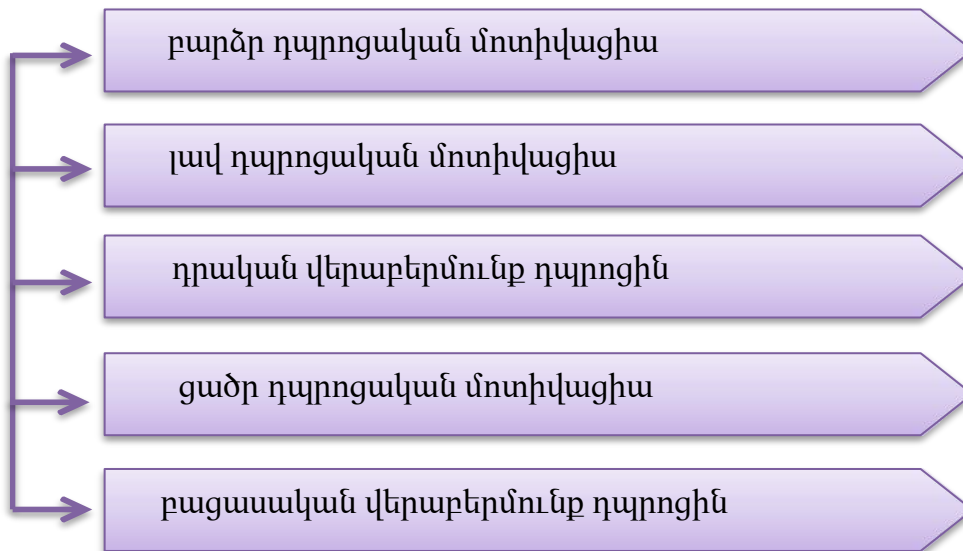 բարձր դպրոցական մոտիվացիա
լավ դպրոցական մոտիվացիա
դրական վերաբերմունք դպրոցին
ցածր դպրոցական մոտիվացիա
բացասական վերաբերմունք դպրոցին